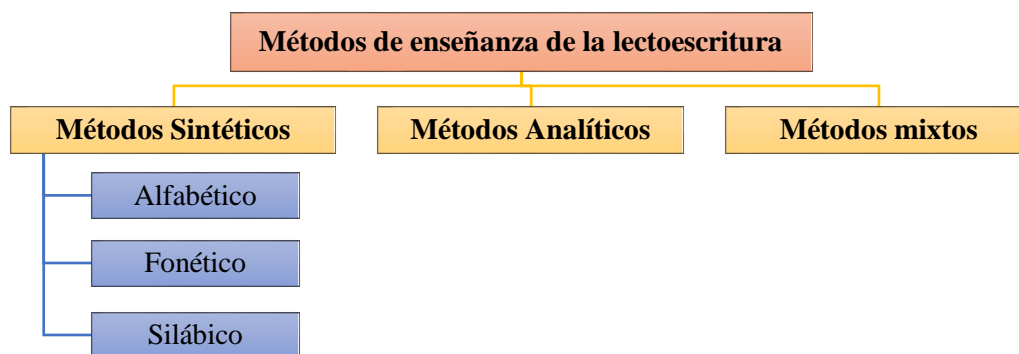 Métodos de enseñanza de la lectoescritura
Métodos Sintéticos
Métodos Analíticos
Métodos mixtos
Alfabético
Fonético
Silábico